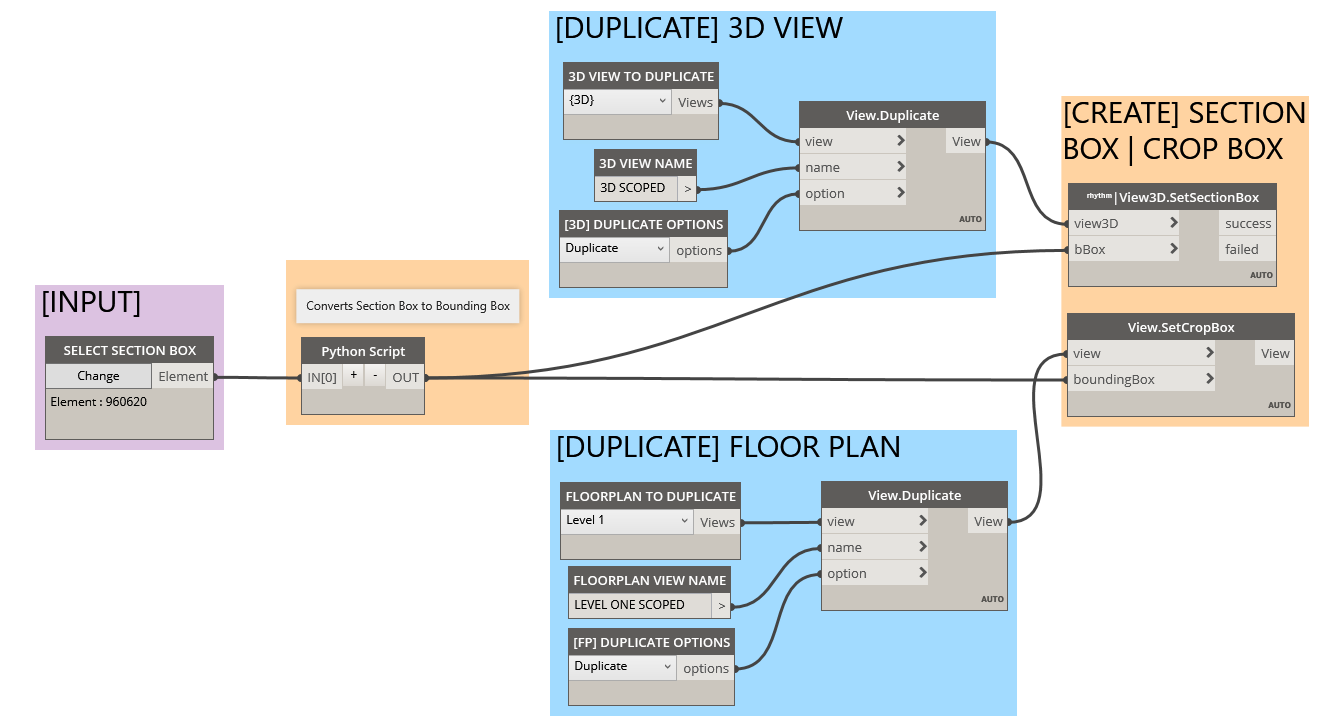 [DUPLICATE] 3D VIEW
3D VIEW TO DUPLICATE
{3D}
Views
3D VIEW NAME
3D SCOPED
>
[3D] DUPLICATE OPTIONS
Duplicate
options
View.Duplicate
view
View
name
option
AUTO
[CREATE] SECTION
BOX | CROP BOX
rhythm|View3D.SetSectionBox
view3D
success
bBox
failed
AUTO
View.SetCropBox
view
View
boundingBox
AUTO
[INPUT]
SELECT SECTION BOX
Change
Element
Element : 960620
Converts Section Box to Bounding Box
Python Script
IN[0]
+
-
OUT
[DUPLICATE] FLOOR PLAN
FLOORPLAN TO DUPLICATE
Level 1
Views
FLOORPLAN VIEW NAME
LEVEL ONE SCOPED
>
[FP] DUPLICATE OPTIONS
Duplicate
options
View.Duplicate
view
View
name
option
AUTO